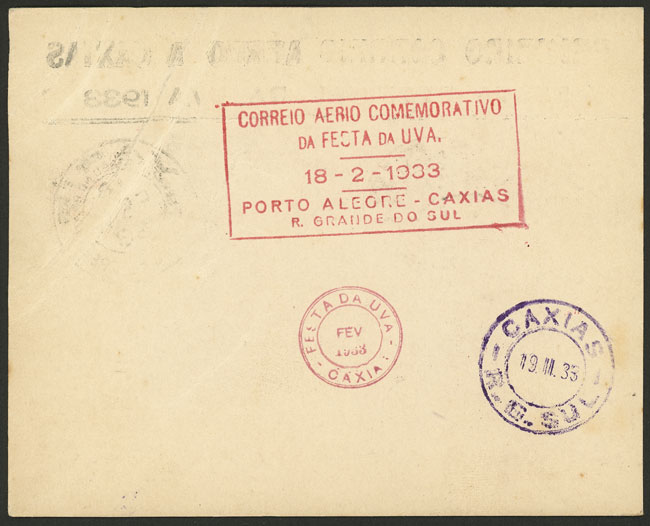 CORREIO AERIO COMEMORATIVO
DA FESTA DA UVA.
18 - 2 - 1933
PORTO ALEGRE - CAXIAS
R. GRANDE DO SUL
FESTA DA UVA
FEV
1933
- CAXIAS -
- CAXIAS -
19.II.33